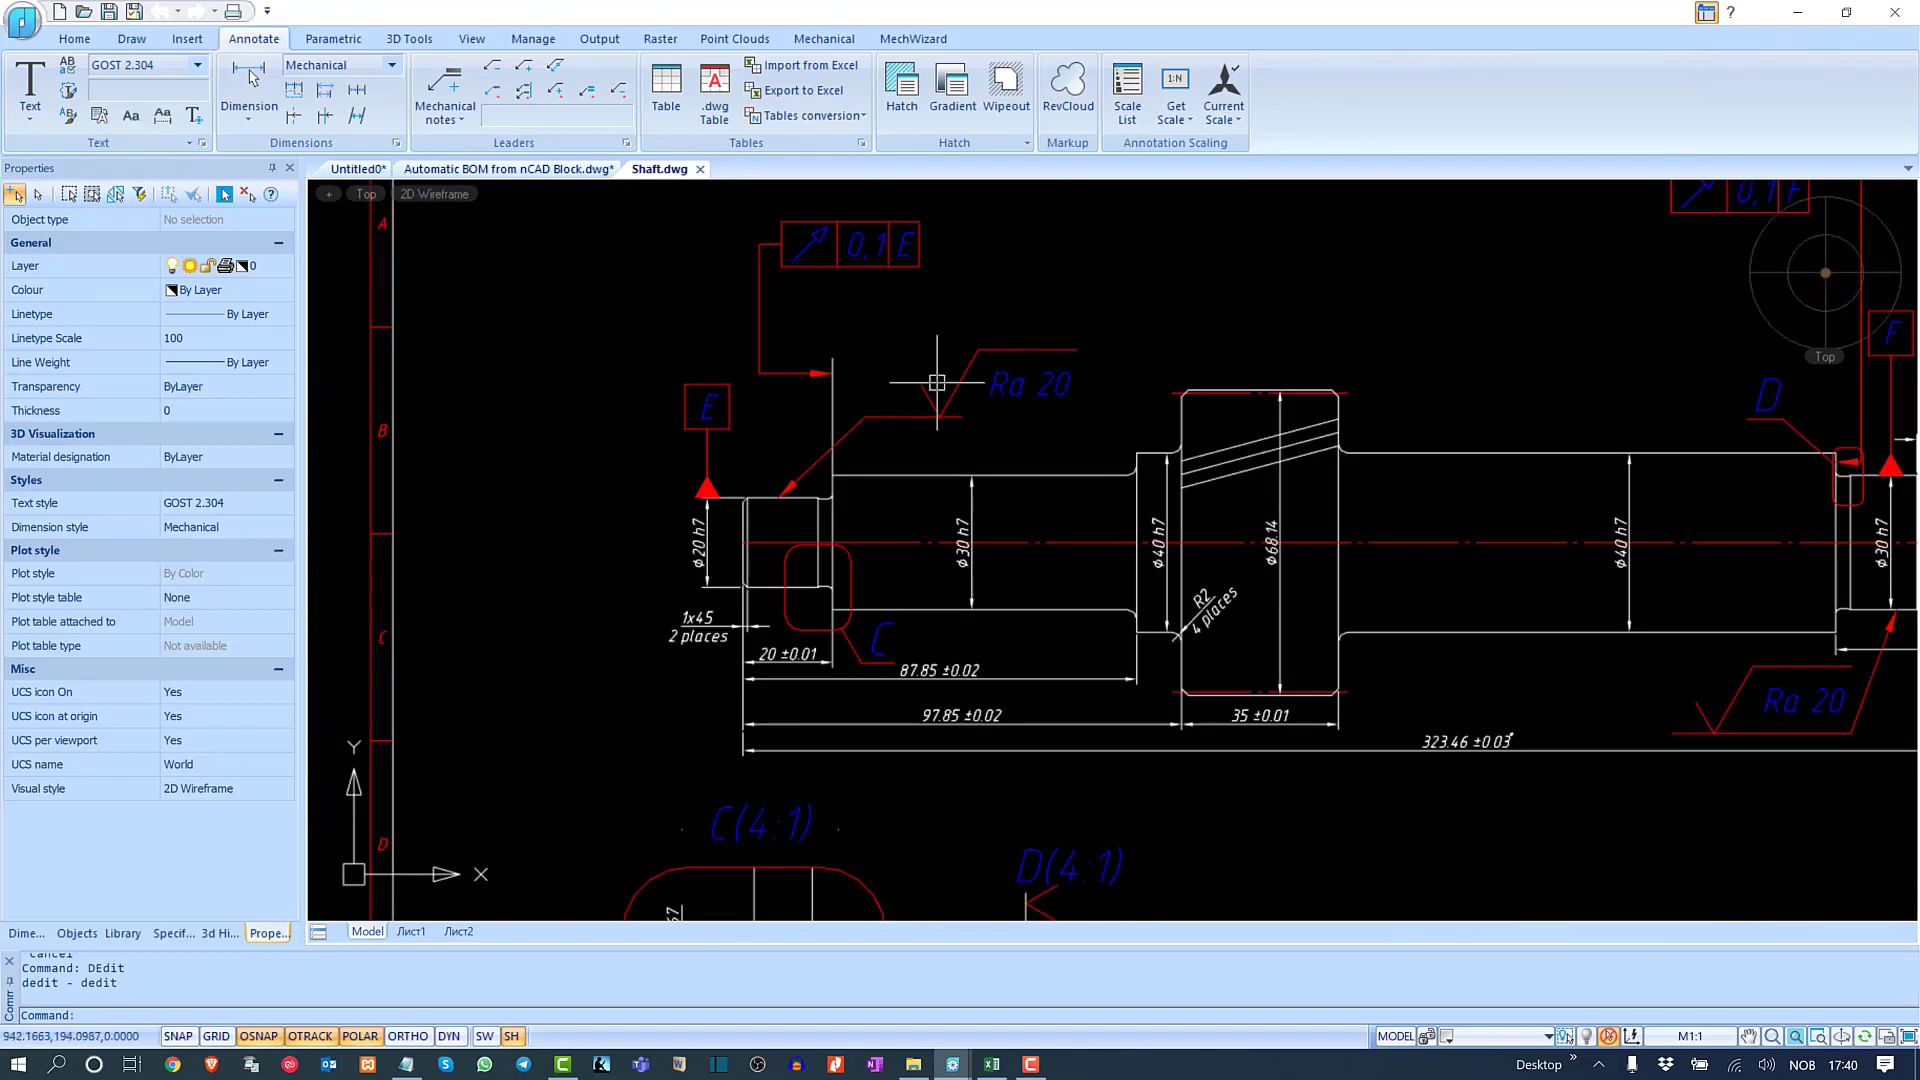 Home Draw Insert Annotate Parametric 3D Tools View Manage Output Raster Point Clouds Mechanical MechWizard
GOST 2.304
Mechanical
Text
Dimension
Mechanical notes
Table
.dwg Table
Import from Excel
Export to Excel
Tables conversion
Hatch
Gradient
Wipeout
RevCloud
Scale List
1:N
Get Scale
Current Scale
Text Dimensions Leaders Tables Hatch Markup Annotation Scaling
Properties
Untitled0* Automatic BOM from nCAD Block.dwg* Shaft.dwg
+ Top 2D Wireframe
Object type No selection
General
Layer 0
Colour By Layer
Linetype By Layer
Linetype Scale 100
Line Weight By Layer
Transparency ByLayer
Thickness 0
3D Visualization
Material designation ByLayer
Styles
Text style GOST 2.304
Dimension style Mechanical
Plot style
Plot style By Color
Plot style table None
Plot table attached to Model
Plot table type Not available
Misc
UCS icon On Yes
UCS icon at origin Yes
UCS per viewport Yes
UCS name World
Visual style 2D Wireframe
Dime... Objects Library Specif... 3d Hi... Prope...
A
B
C
D
0,1 E
0,1 F
Top
F
E
Ra 20
D
ϕ20 h7
ϕ30 h7
ϕ40 h7
ϕ68.14
ϕ40 h7
ϕ30 h7
R2
4 places
1x45
2 places
C
20 ±0.01
87.85 ±0.02
97.85 ±0.02
35 ±0.01
323.46 ±0.03*
Ra 20
C(4:1)
D(4:1)
Y
X
Model Лист1 Лист2
Command: DEdit
dedit - dedit
Command:
942.1663,194.0987,0.0000 SNAP GRID OSNAP OTRACK POLAR ORTHO DYN SW SH MODEL M1:1
Desktop NOB 17:40